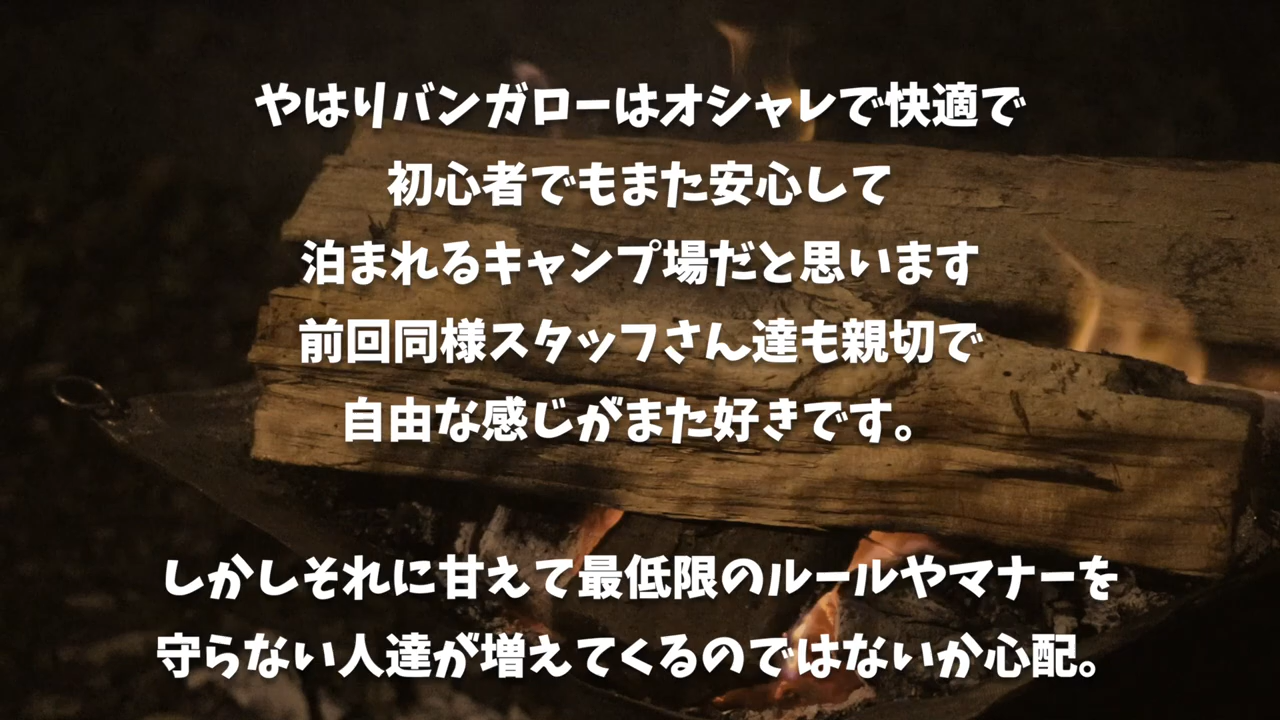 やはりバンガローはオシャレで快適で
初心者でもまた安心して
泊まれるキャンプ場だと思います
前回同様スタッフさん達も親切で
自由な感じがまた好きです。
しかしそれに甘えて最低限のルールやマナーを
守らない人達が増えてくるのではないか心配。